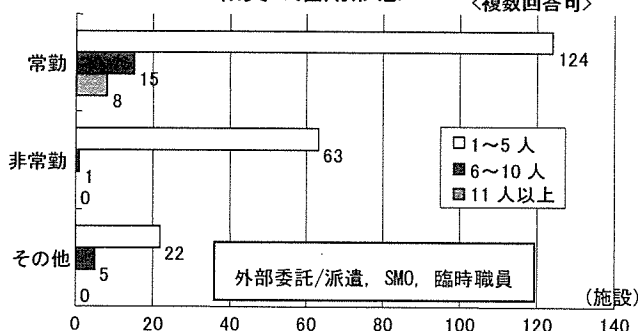 <複数回答可>
常勤
124
15
8
非常勤
63
1
0
□ 1～5 人
■ 6～10 人
■ 11 人以上
その他
22
5
0
外部委託/派遣, SMO, 臨時職員
(施設)
0 20 40 60 80 100 120 140